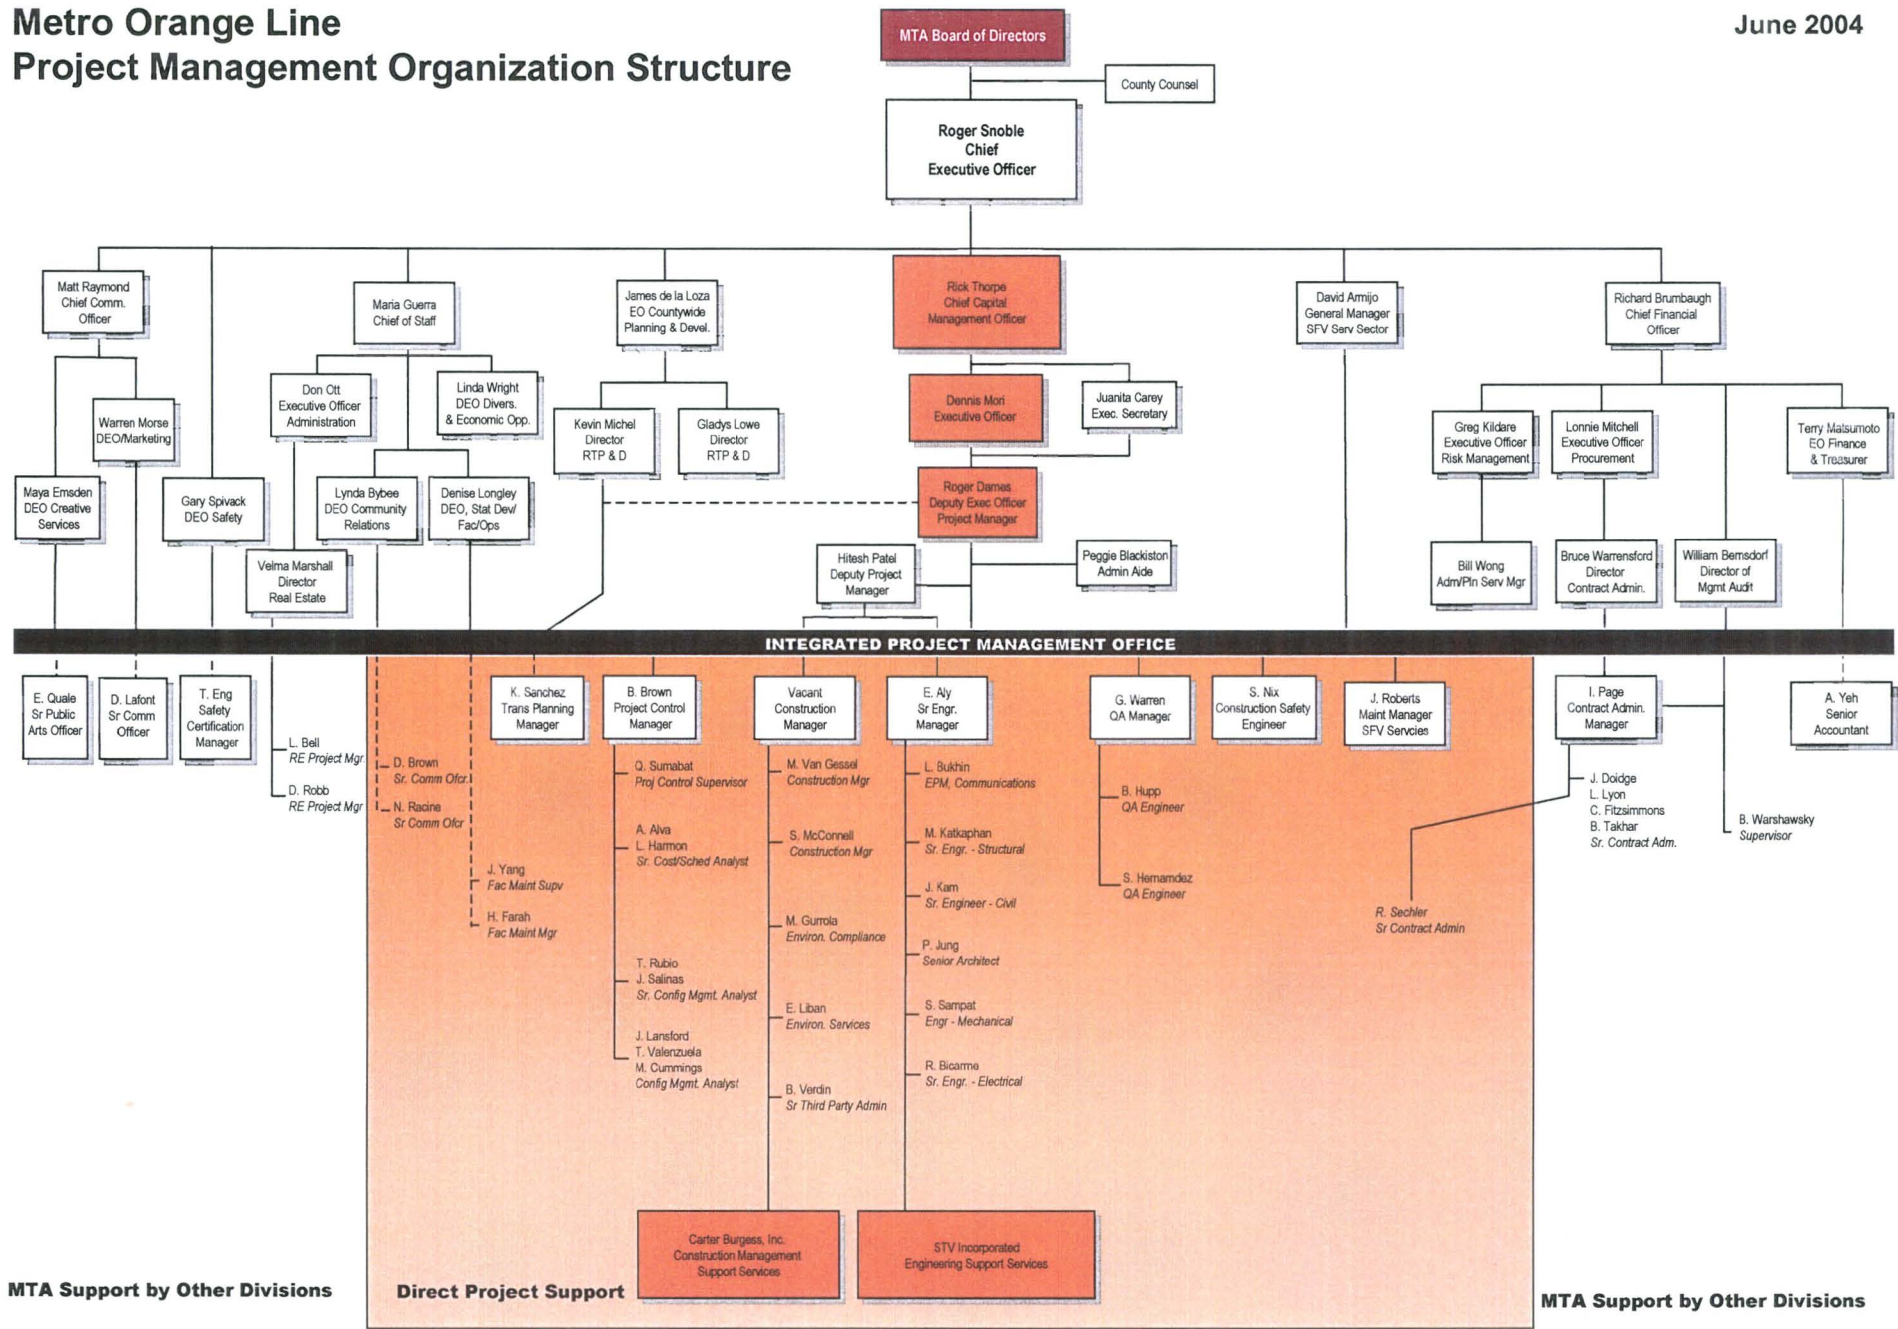 Metro Orange Line
Project Management Organization Structure
June 2004
MTA Board of Directors
County Counsel
Roger Snoble
Chief
Executive Officer
Matt Raymond
Chief Comm.
Officer
Maria Guerra
Chief of Staff
James de la Loza
EO Countywide
Planning & Devel.
Rick Thorpe
Chief Capital
Management Officer
David Armijo
General Manager
SFV Serv Sector
Richard Brumbaugh
Chief Financial
Officer
Warren Morse
DEO/Marketing
Don Ott
Executive Officer
Administration
Linda Wright
DEO Divers.
& Economic Opp.
Kevin Michel
Director
RTP & D
Gladys Lowe
Director
RTP & D
Dennis Mori
Executive Officer
Juanita Carey
Exec. Secretary
Greg Kildare
Executive Officer
Risk Management
Lonnie Mitchell
Executive Officer
Procurement
Terry Matsumoto
EO Finance
& Treasurer
Maya Emsden
DEO Creative
Services
Gary Spivack
DEO Safety
Lynda Bybee
DEO Community
Relations
Denise Longley
DEO, Stat Dev/
Fac/Ops
Roger Dames
Deputy Exec Officer
Project Manager
Velma Marshall
Director
Real Estate
Hitesh Patel
Deputy Project
Manager
Peggie Blackiston
Admin Aide
Bill Wong
Adm/Pln Serv Mgr
Bruce Warrensford
Director
Contract Admin.
William Bernsdorf
Director of
Mgmt Audit
INTEGRATED PROJECT MANAGEMENT OFFICE
E. Quale
Sr Public
Arts Officer
D. Lafont
Sr Comm
Officer
T. Eng
Safety
Certification
Manager
L. Bell
RE Project Mgr.
D. Robb
RE Project Mgr
D. Brown
Sr. Comm Ofcr.
N. Racine
Sr Comm Ofcr
J. Yang
Fac Maint Supv
H. Farah
Fac Maint Mgr
K. Sanchez
Trans Planning
Manager
B. Brown
Project Control
Manager
Q. Sumabat
Proj Control Supervisor
A. Alva
L. Harmon
Sr. Cost/Sched Analyst
T. Rubio
J. Salinas
Sr. Config Mgmt. Analyst
J. Lansford
T. Valenzuela
M. Cummings
Config Mgmt. Analyst
Vacant
Construction
Manager
M. Van Gessel
Construction Mgr
S. McConnell
Construction Mgr
M. Gurrola
Environ. Compliance
E. Liban
Environ. Services
B. Verdin
Sr Third Party Admin
E. Aly
Sr Engr.
Manager
L. Bukhin
EPM, Communications
M. Katkaphan
Sr. Engr. - Structural
J. Kam
Sr. Engineer - Civil
P. Jung
Senior Architect
S. Sampat
Engr - Mechanical
R. Bicarme
Sr. Engr. - Electrical
G. Warren
QA Manager
B. Hupp
QA Engineer
S. Hernamdez
QA Engineer
S. Nix
Construction Safety
Engineer
J. Roberts
Maint Manager
SFV Servcies
I. Page
Contract Admin.
Manager
J. Doidge
L. Lyon
C. Fitzsimmons
B. Takhar
Sr. Contract Adm.
R. Sechler
Sr Contract Admin
B. Warshawsky
Supervisor
A. Yeh
Senior
Accountant
Carter Burgess, Inc.
Construction Management
Support Services
STV Incorporated
Engineering Support Services
MTA Support by Other Divisions
Direct Project Support
MTA Support by Other Divisions